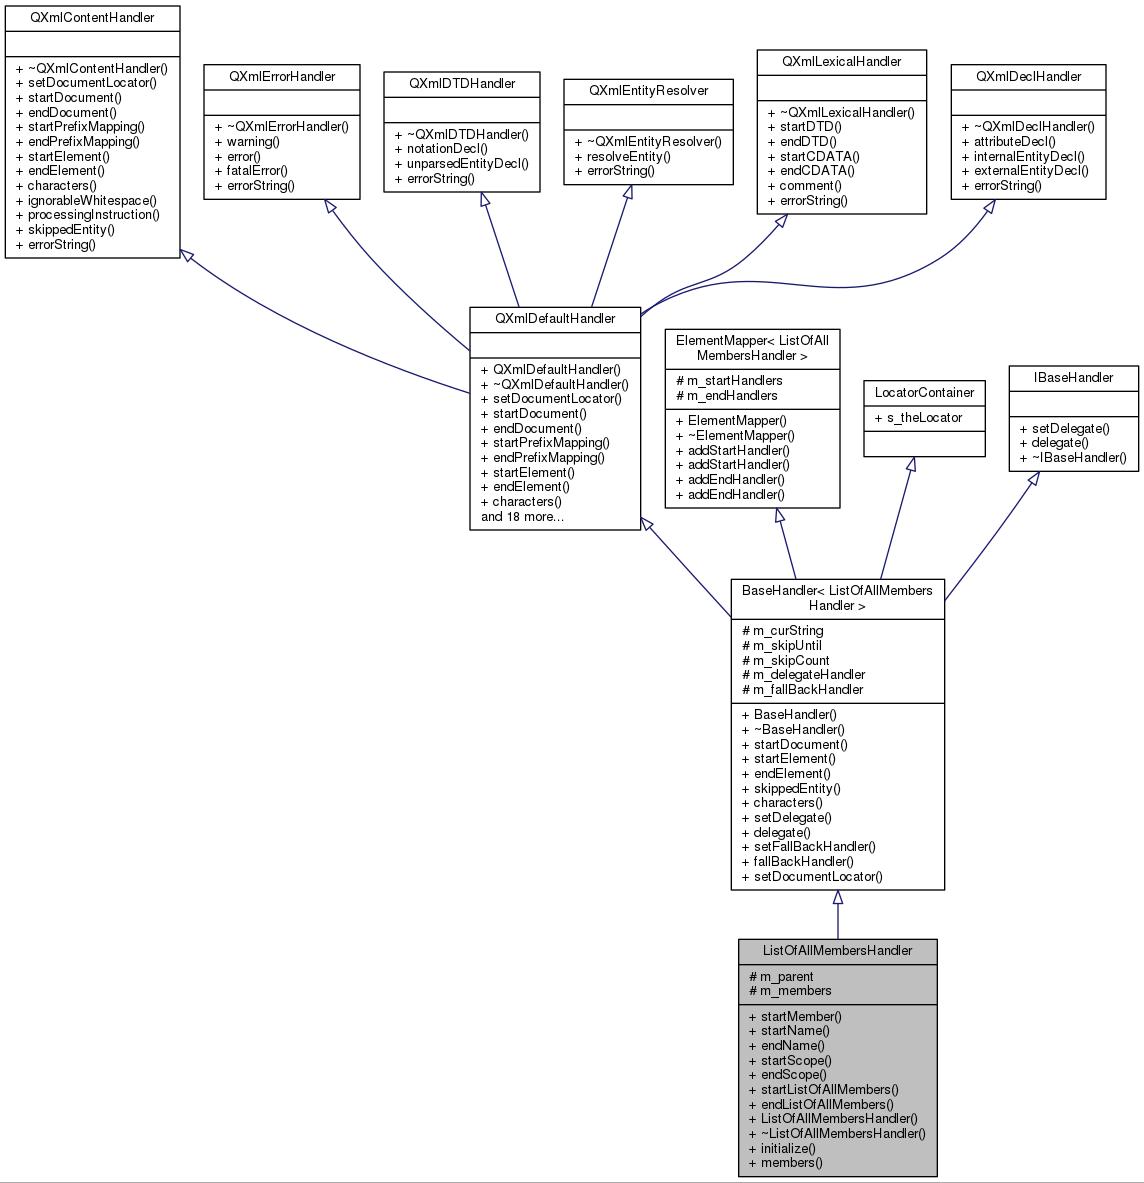 QXmlContentHandler
+ ~QXmlContentHandler()
+ setDocumentLocator()
+ startDocument()
+ endDocument()
+ startPrefixMapping()
+ endPrefixMapping()
+ startElement()
+ endElement()
+ characters()
+ ignorableWhitespace()
+ processingInstruction()
+ skippedEntity()
+ errorString()
QXmlErrorHandler
+ ~QXmlErrorHandler()
+ warning()
+ error()
+ fatalError()
+ errorString()
QXmlDTDHandler
+ ~QXmlDTDHandler()
+ notationDecl()
+ unparsedEntityDecl()
+ errorString()
QXmlEntityResolver
+ ~QXmlEntityResolver()
+ resolveEntity()
+ errorString()
QXmlLexicalHandler
+ ~QXmlLexicalHandler()
+ startDTD()
+ endDTD()
+ startCDATA()
+ endCDATA()
+ comment()
+ errorString()
QXmlDeclHandler
+ ~QXmlDeclHandler()
+ attributeDecl()
+ internalEntityDecl()
+ externalEntityDecl()
+ errorString()
QXmlDefaultHandler
+ QXmlDefaultHandler()
+ ~QXmlDefaultHandler()
+ setDocumentLocator()
+ startDocument()
+ endDocument()
+ startPrefixMapping()
+ endPrefixMapping()
+ startElement()
+ endElement()
+ characters()
and 18 more...
ElementMapper< ListOfAll
MembersHandler >
# m_startHandlers
# m_endHandlers
+ ElementMapper()
+ ~ElementMapper()
+ addStartHandler()
+ addStartHandler()
+ addEndHandler()
+ addEndHandler()
LocatorContainer
+ s_theLocator
IBaseHandler
+ setDelegate()
+ delegate()
+ ~IBaseHandler()
BaseHandler< ListOfAllMembers
Handler >
# m_curString
# m_skipUntil
# m_skipCount
# m_delegateHandler
# m_fallBackHandler
+ BaseHandler()
+ ~BaseHandler()
+ startDocument()
+ startElement()
+ endElement()
+ skippedEntity()
+ characters()
+ setDelegate()
+ delegate()
+ setFallBackHandler()
+ fallBackHandler()
+ setDocumentLocator()
ListOfAllMembersHandler
# m_parent
# m_members
+ startMember()
+ startName()
+ endName()
+ startScope()
+ endScope()
+ startListOfAllMembers()
+ endListOfAllMembers()
+ ListOfAllMembersHandler()
+ ~ListOfAllMembersHandler()
+ initialize()
+ members()